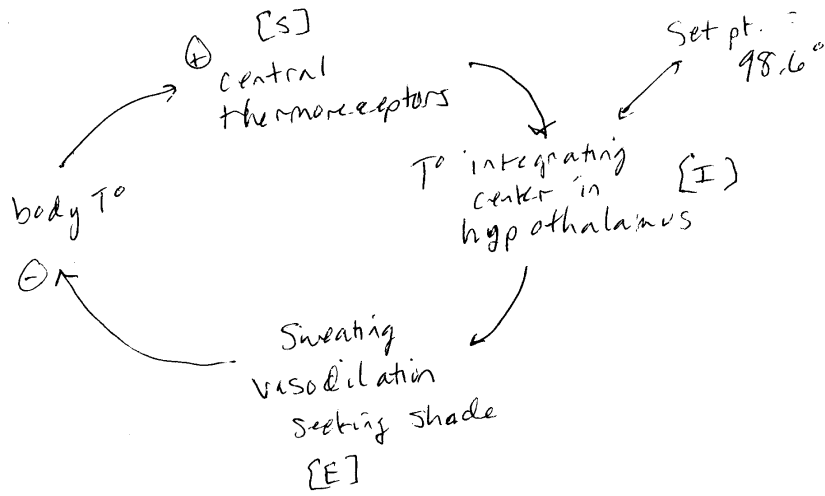 [S]
⊕
central
thermoreceptors
Set pt. =
98.6°
T° integrating
center in
hypothalamus
[I]
body T°
⊖
Sweating
vasodilation
seeking shade
[E]